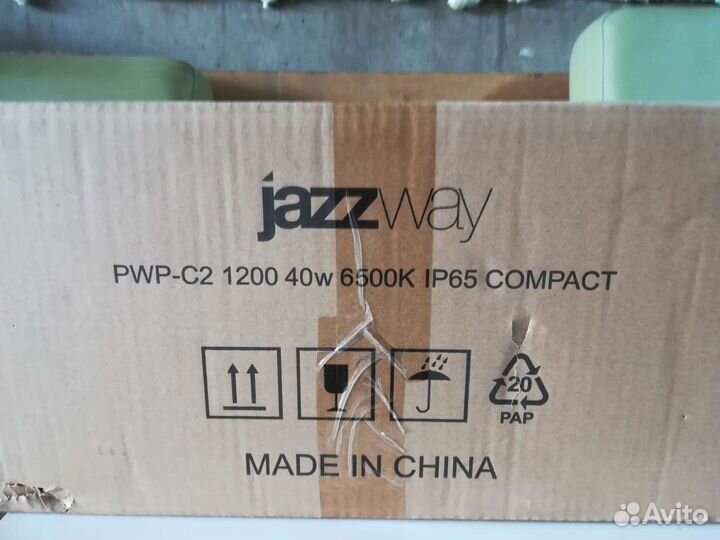 jazzway
PWP-C2 1200 40w 6500K IP65 COMPACT
20
PAP
MADE IN CHINA
Avito